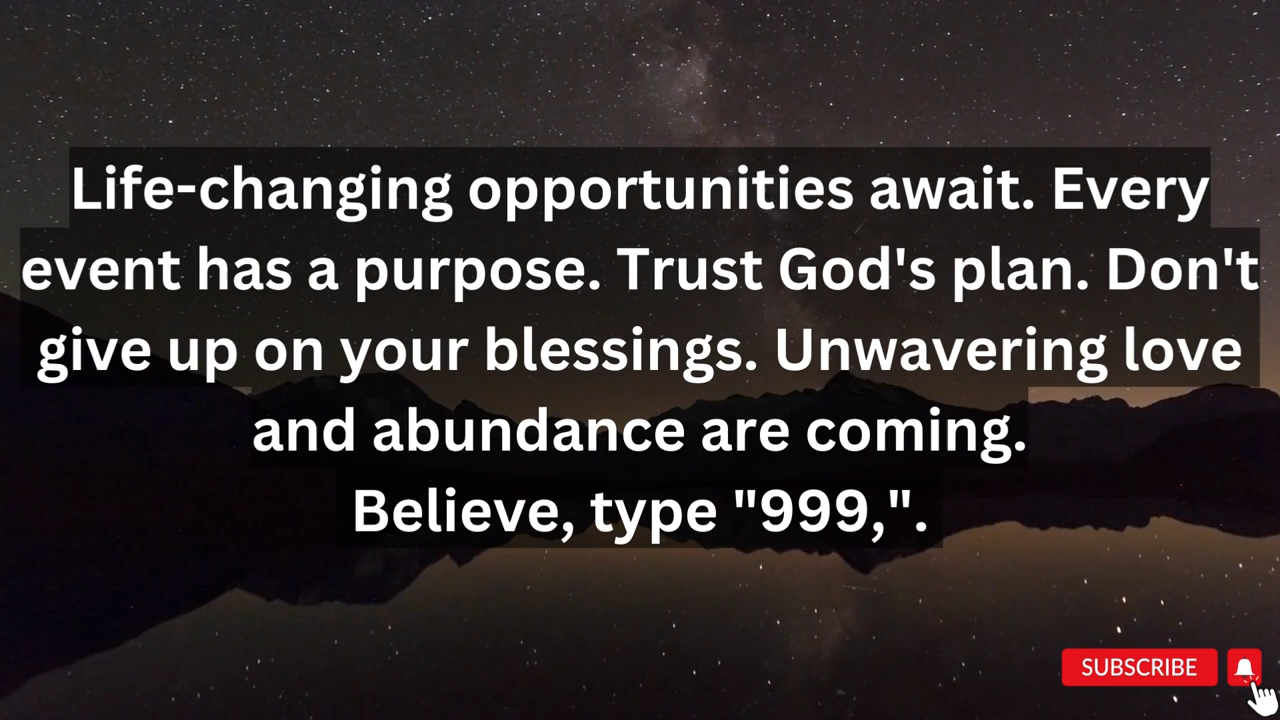 Life-changing opportunities await. Every
event has a purpose. Trust God's plan. Don't
give up on your blessings. Unwavering love
and abundance are coming.
Believe, type "999,".
SUBSCRIBE